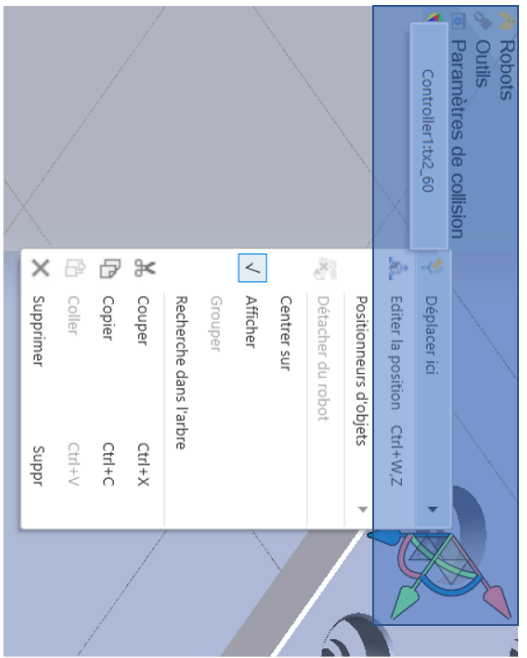 Robots
Outils
Paramètres de collision
Controller1:tx2_60
Déplacer ici
Editer la position Ctrl+W,Z
Positionneurs d'objets
Détacher du robot
Centrer sur
Afficher
Grouper
Recherche dans l'arbre
Couper Ctrl+X
Copier Ctrl+C
Coller Ctrl+V
Supprimer Suppr